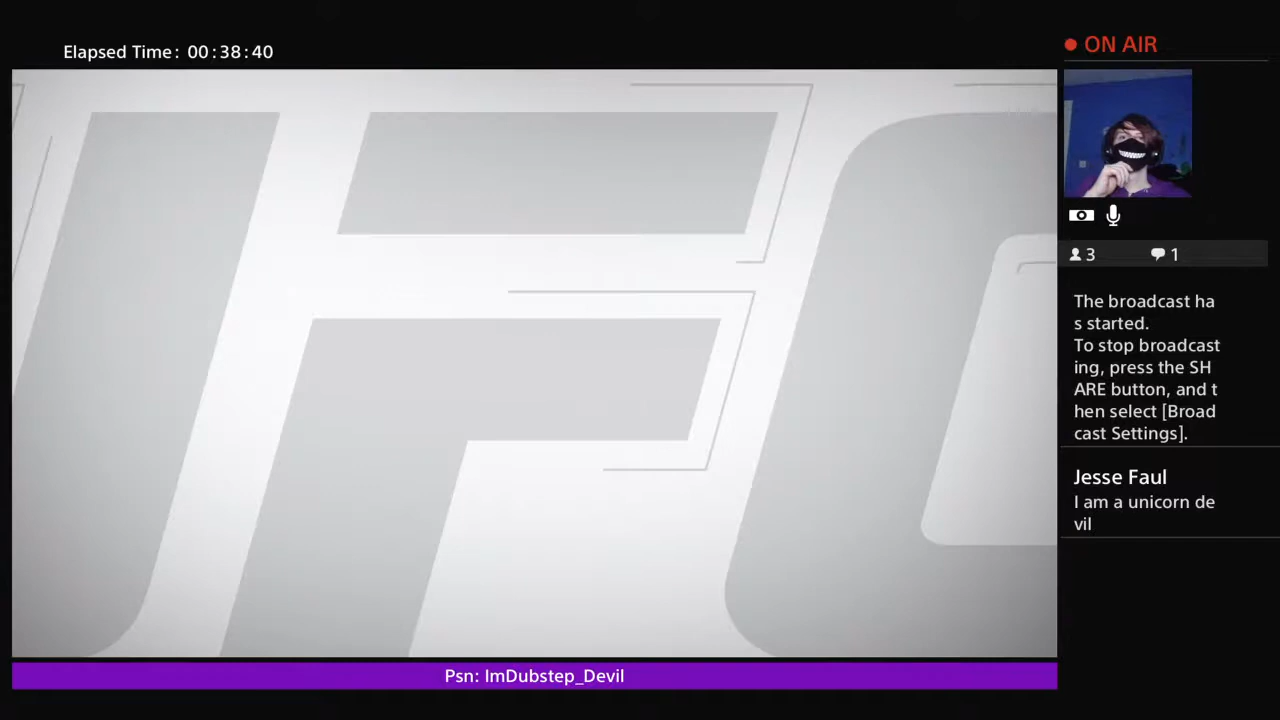 Elapsed Time: 00:38:40
ON AIR
UFC
3
1
The broadcast ha
s started.
To stop broadcast
ing, press the SH
ARE button, and t
hen select [Broad
cast Settings].
Jesse Faul
I am a unicorn de
vil
Psn: ImDubstep_Devil